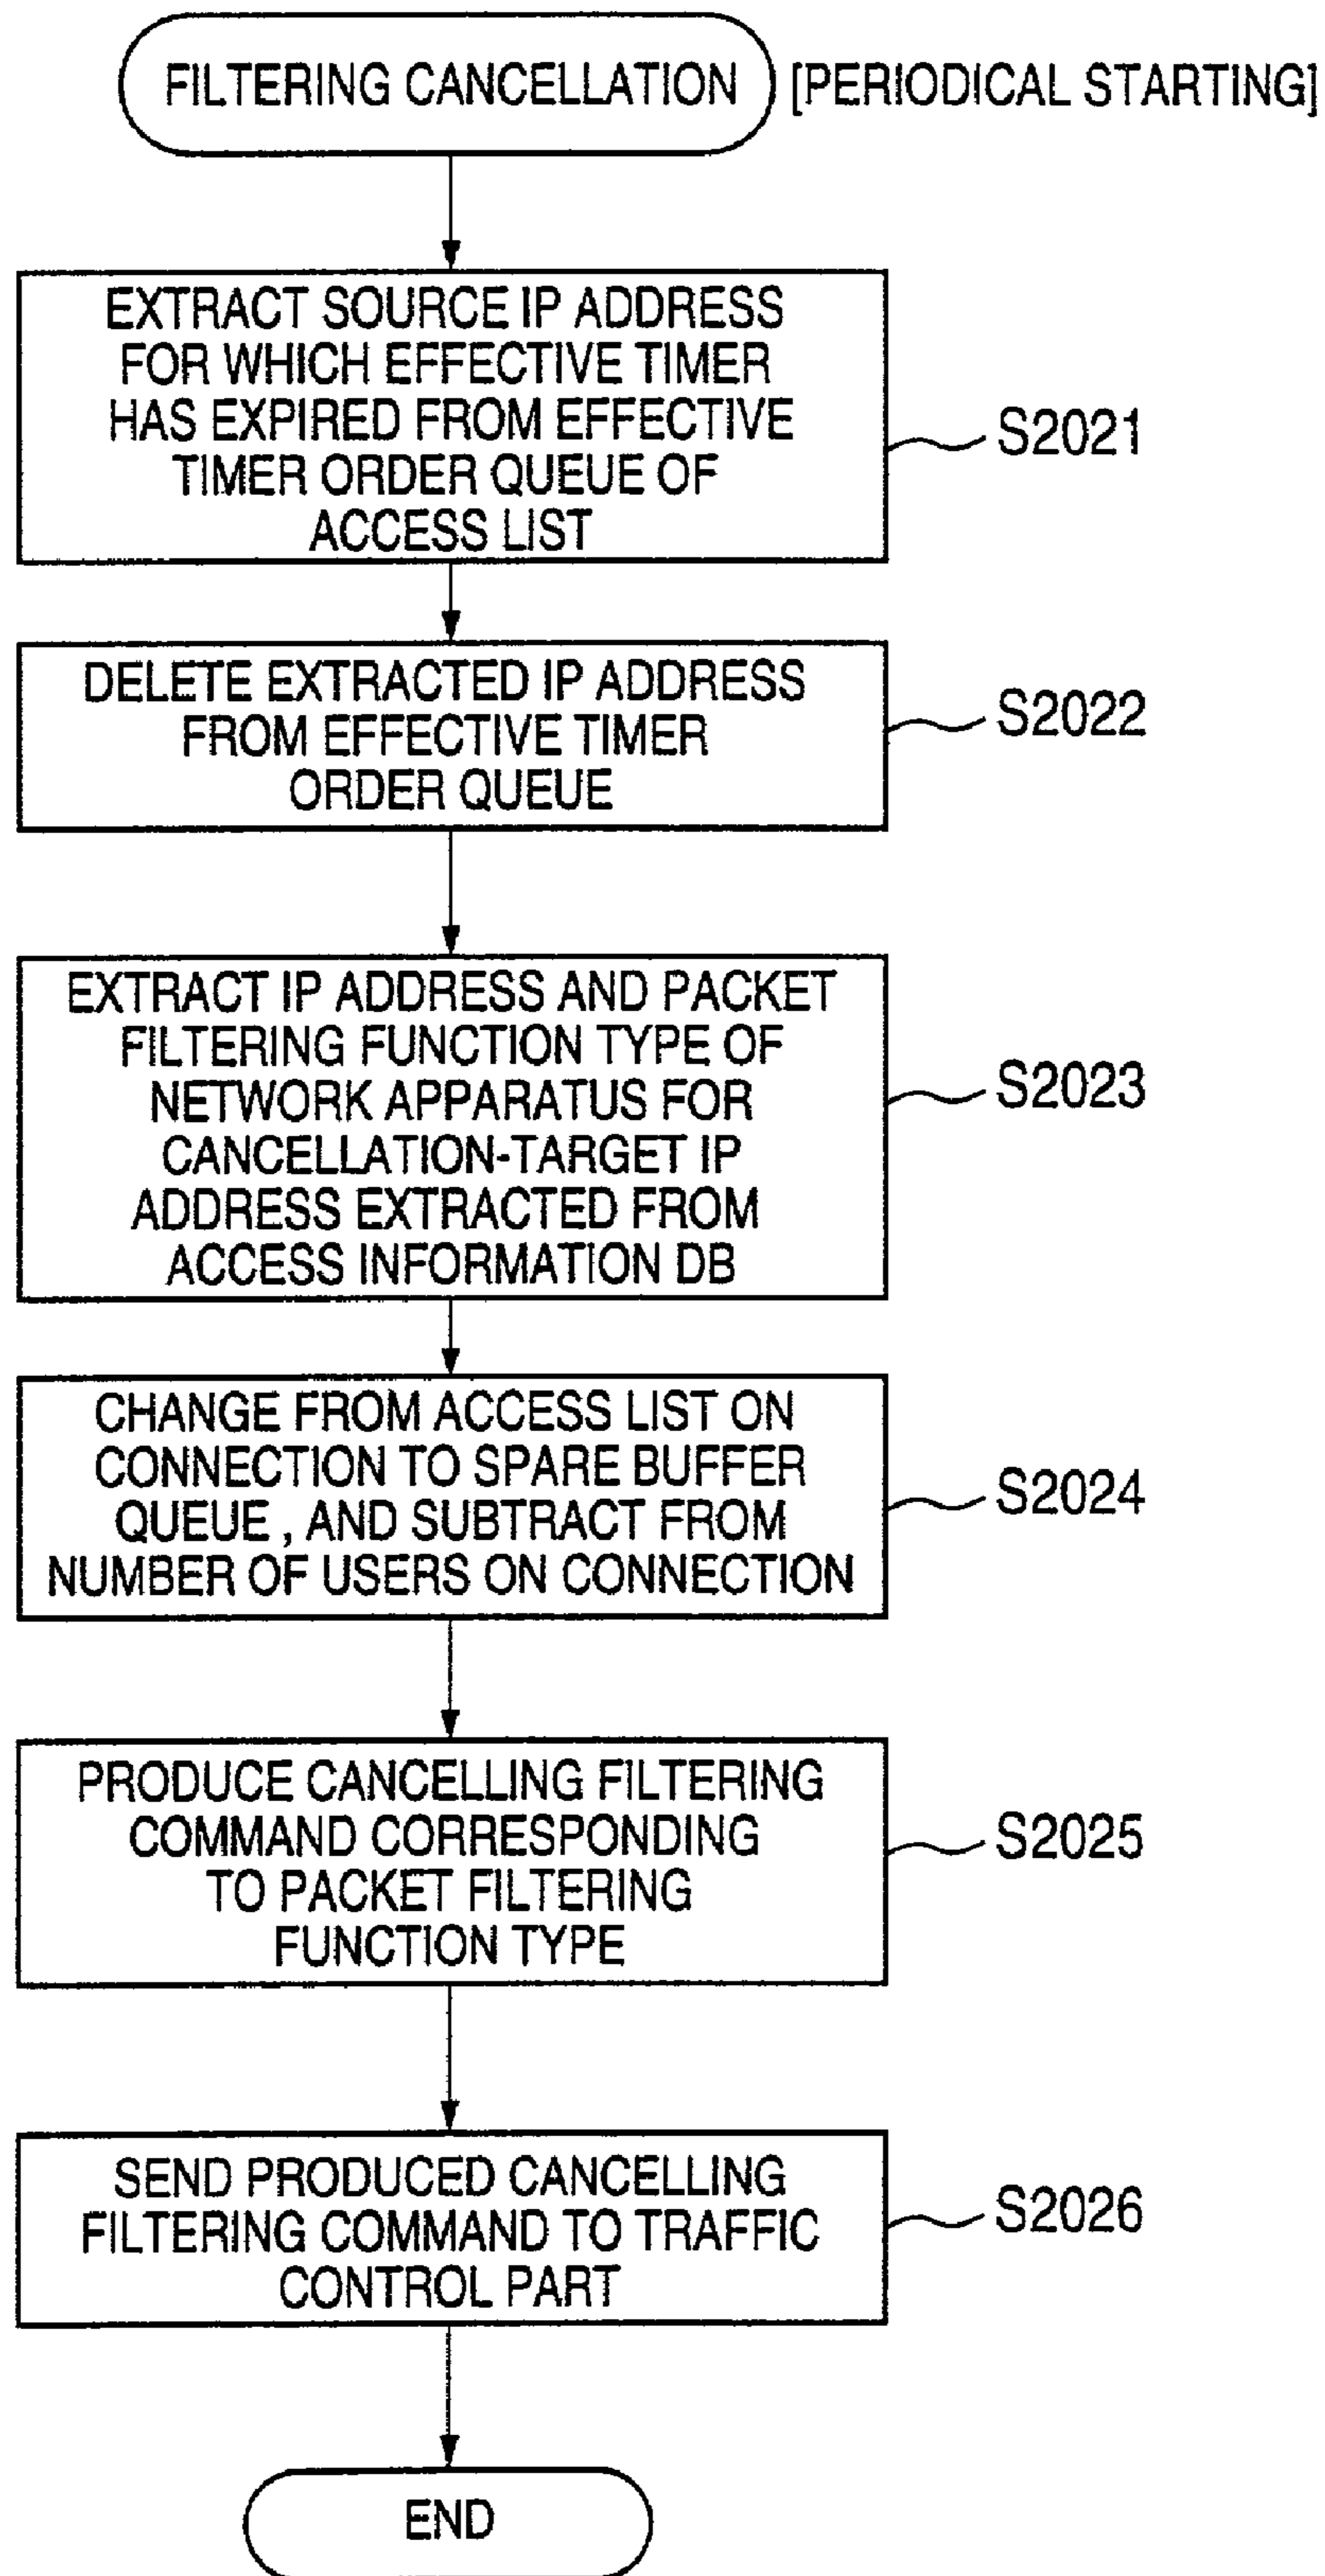 FILTERING CANCELLATION [PERIODICAL STARTING]
EXTRACT SOURCE IP ADDRESS
FOR WHICH EFFECTIVE TIMER
HAS EXPIRED FROM EFFECTIVE
TIMER ORDER QUEUE OF
ACCESS LIST
S2021
DELETE EXTRACTED IP ADDRESS
FROM EFFECTIVE TIMER
ORDER QUEUE
S2022
EXTRACT IP ADDRESS AND PACKET
FILTERING FUNCTION TYPE OF
NETWORK APPARATUS FOR
CANCELLATION-TARGET IP
ADDRESS EXTRACTED FROM
ACCESS INFORMATION DB
S2023
CHANGE FROM ACCESS LIST ON
CONNECTION TO SPARE BUFFER
QUEUE , AND SUBTRACT FROM
NUMBER OF USERS ON CONNECTION
S2024
PRODUCE CANCELLING FILTERING
COMMAND CORRESPONDING
TO PACKET FILTERING
FUNCTION TYPE
S2025
SEND PRODUCED CANCELLING
FILTERING COMMAND TO TRAFFIC
CONTROL PART
S2026
END